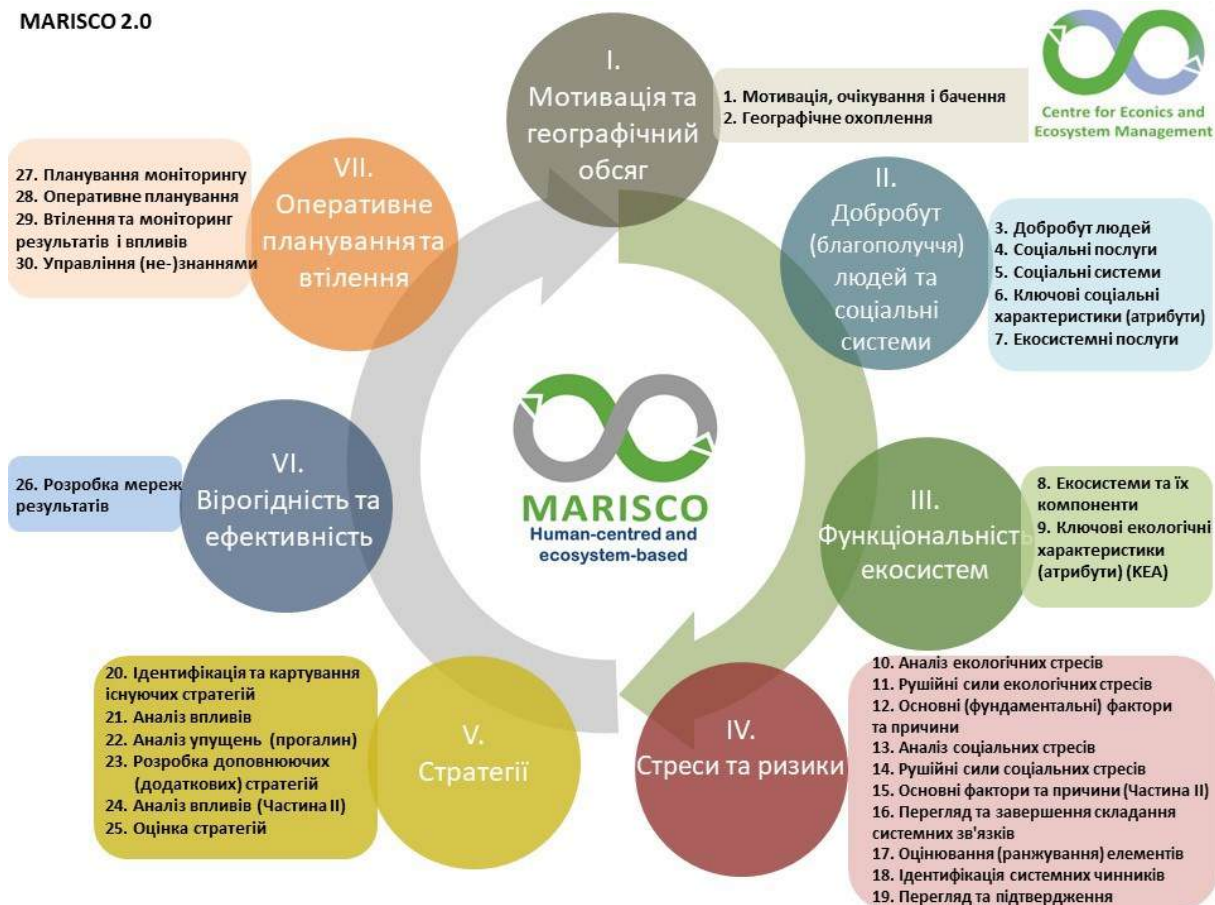 MARISCO 2.0
I.
Мотивація та
географічний
обсяг
1. Мотивація, очікування і бачення
2. Географічне охоплення
Centre for Econics and
Ecosystem Management
II.
Добробут
(благополуччя)
людей та
соціальні
системи
3. Добробут людей
4. Соціальні послуги
5. Соціальні системи
6. Ключові соціальні
характеристики (атрибути)
7. Екосистемні послуги
III.
Функціональність
екосистем
8. Екосистеми та їх
компоненти
9. Ключові екологічні
характеристики
(атрибути) (КЕА)
IV.
Стреси та ризики
10. Аналіз екологічних стресів
11. Рушійні сили екологічних стресів
12. Основні (фундаментальні) фактори
та причини
13. Аналіз соціальних стресів
14. Рушійні сили соціальних стресів
15. Основні фактори та причини (Частина II)
16. Перегляд та завершення складання
системних зв'язків
17. Оцінювання (ранжування) елементів
18. Ідентифікація системних чинників
19. Перегляд та підтвердження
V.
Стратегії
20. Ідентифікація та картування
існуючих стратегій
21. Аналіз впливів
22. Аналіз упущень (прогалин)
23. Розробка доповнюючих
(додаткових) стратегій
24. Аналіз впливів (Частина II)
25. Оцінка стратегій
VI.
Вірогідність та
ефективність
26. Розробка мереж
результатів
VII.
Оперативне
планування та
втілення
27. Планування моніторингу
28. Оперативне планування
29. Втілення та моніторинг
результатів і впливів
30. Управління (не-)знаннями
MARISCO
Human-centred and
ecosystem-based